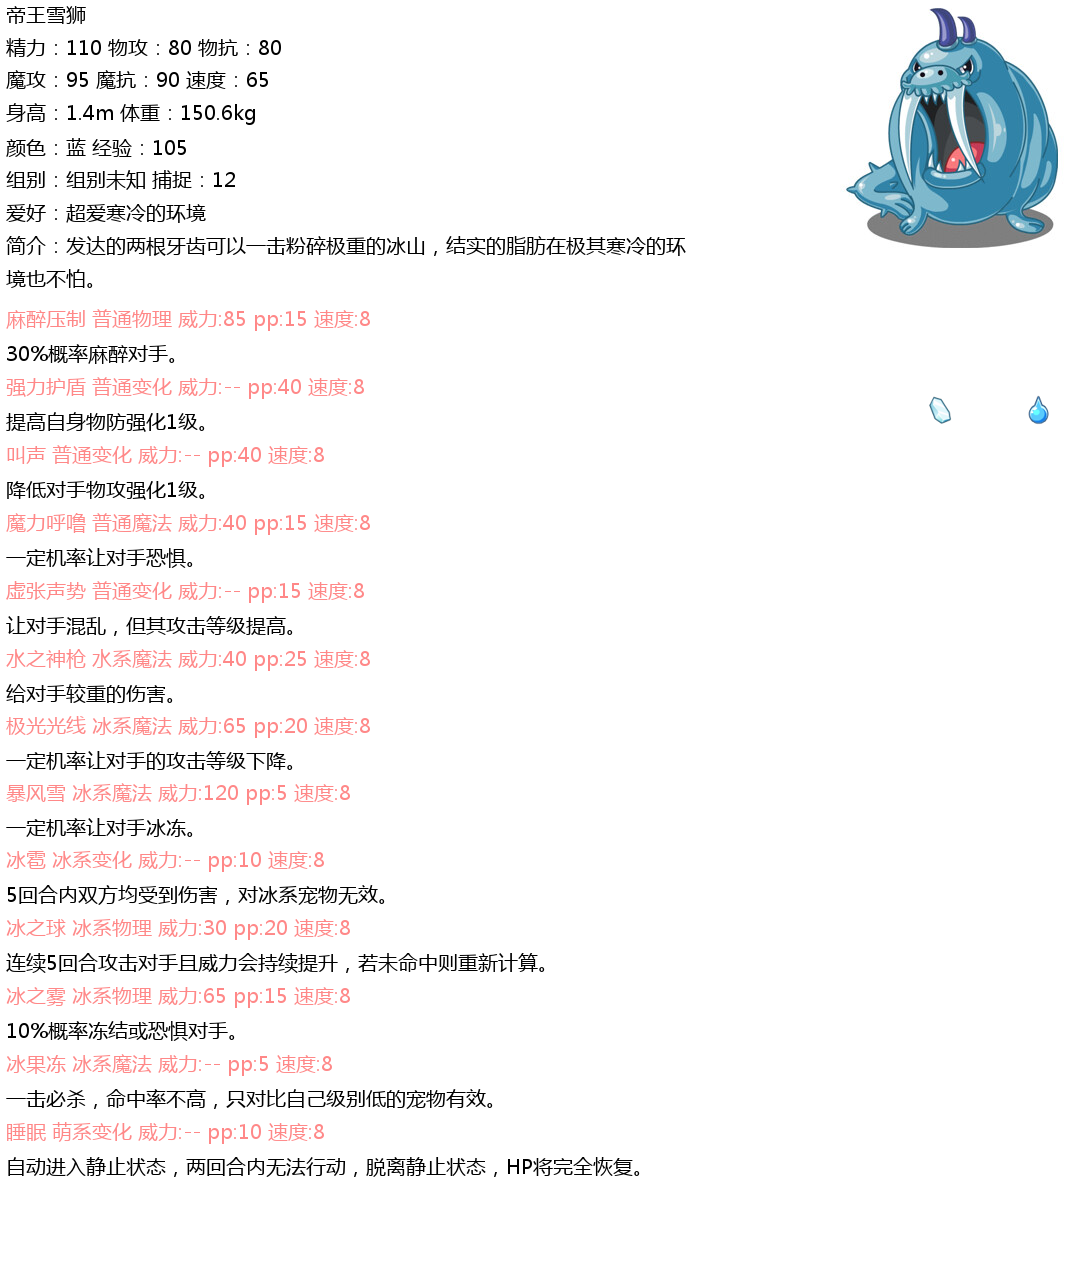 帝王雪狮
精力：110 物攻：80 物抗：80
魔攻：95 魔抗：90 速度：65
身高：1.4m 体重：150.6kg
颜色：蓝 经验：105
组别：组别未知 捕捉：12
爱好：超爱寒冷的环境
简介：发达的两根牙齿可以一击粉碎极重的冰山，结实的脂肪在极其寒冷的环
境也不怕。
麻醉压制 普通物理 威力:85 pp:15 速度:8
30%概率麻醉对手。
强力护盾 普通变化 威力:-- pp:40 速度:8
提高自身物防强化1级。
叫声 普通变化 威力:-- pp:40 速度:8
降低对手物攻强化1级。
魔力呼噜 普通魔法 威力:40 pp:15 速度:8
一定机率让对手恐惧。
虚张声势 普通变化 威力:-- pp:15 速度:8
让对手混乱，但其攻击等级提高。
水之神枪 水系魔法 威力:40 pp:25 速度:8
给对手较重的伤害。
极光光线 冰系魔法 威力:65 pp:20 速度:8
一定机率让对手的攻击等级下降。
暴风雪 冰系魔法 威力:120 pp:5 速度:8
一定机率让对手冰冻。
冰雹 冰系变化 威力:-- pp:10 速度:8
5回合内双方均受到伤害，对冰系宠物无效。
冰之球 冰系物理 威力:30 pp:20 速度:8
连续5回合攻击对手且威力会持续提升，若未命中则重新计算。
冰之雾 冰系物理 威力:65 pp:15 速度:8
10%概率冻结或恐惧对手。
冰果冻 冰系魔法 威力:-- pp:5 速度:8
一击必杀，命中率不高，只对比自己级别低的宠物有效。
睡眠 萌系变化 威力:-- pp:10 速度:8
自动进入静止状态，两回合内无法行动，脱离静止状态，HP将完全恢复。